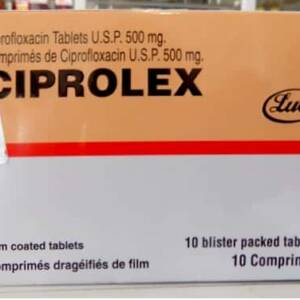 profloxacin Tablets U.S.P. 500 mg.
mprimés de Ciprofloxacin U.S.P. 500 mg.
CIPROLEX
m coated tablets
omprimés dragéifiés de film
10 blister packed tab
10 Comprim